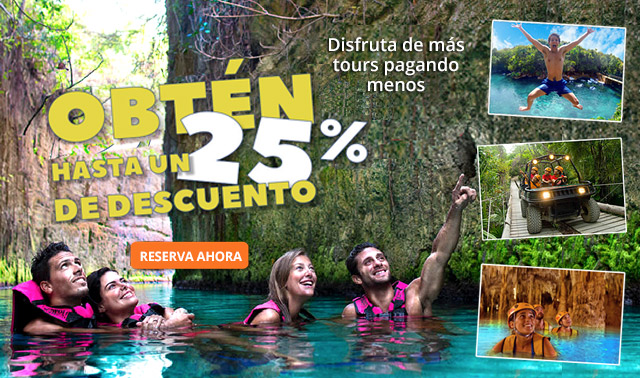 OBTÉN
HASTA UN 25%
DE DESCUENTO
Disfruta de más
tours pagando
menos
RESERVA AHORA